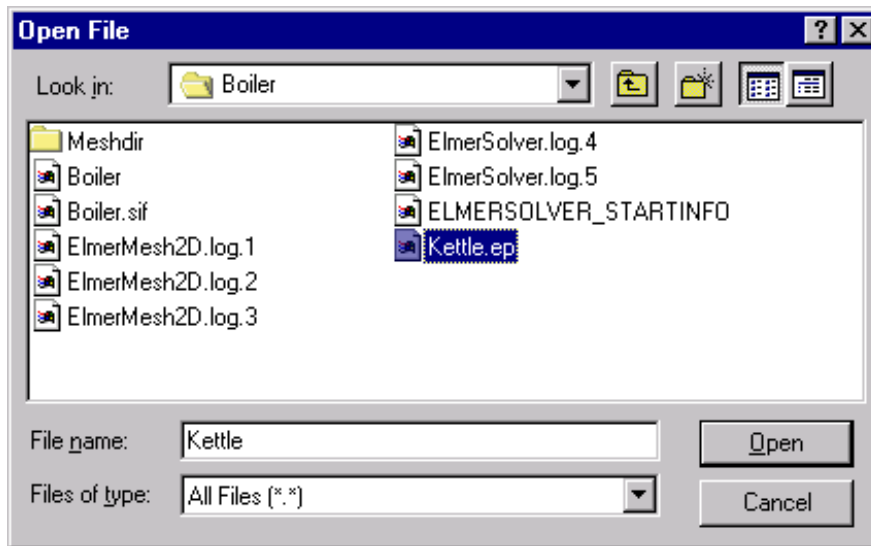 Open File
Look in: Boiler
Meshdir
Boiler
Boiler.sif
ElmerMesh2D.log.1
ElmerMesh2D.log.2
ElmerMesh2D.log.3
ElmerSolver.log.4
ElmerSolver.log.5
ELMERSOLVER_STARTINFO
Kettle.ep
File name: Kettle
Open
Files of type: All Files (*.*)
Cancel